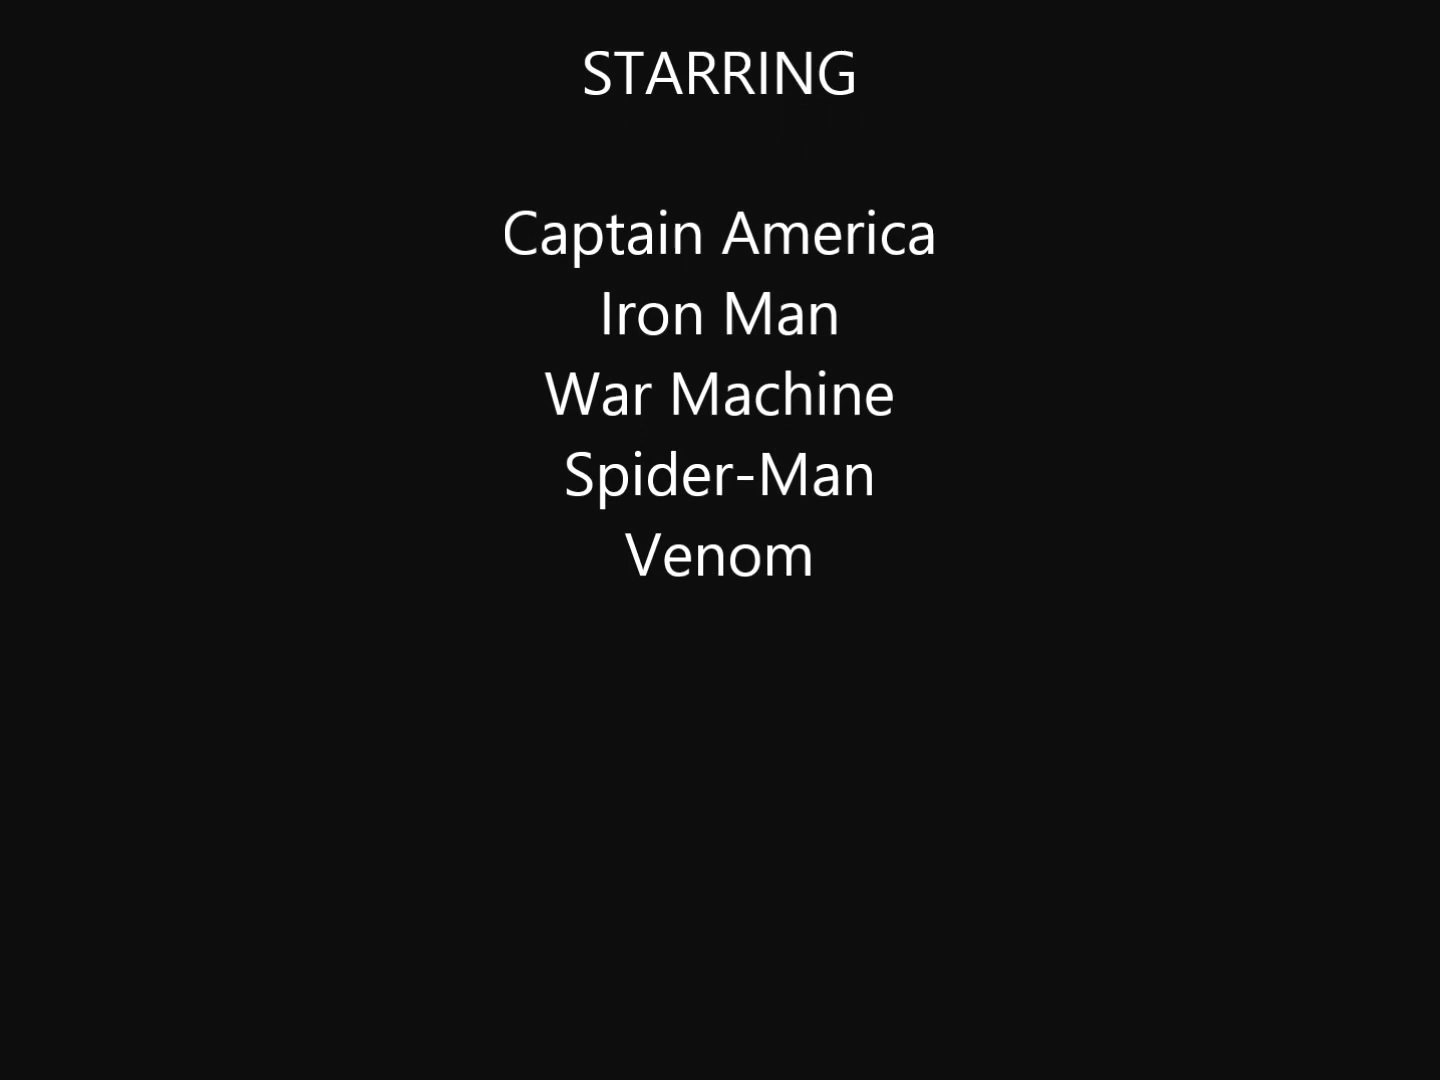 STARRING
Captain America
Iron Man
War Machine
Spider-Man
Venom